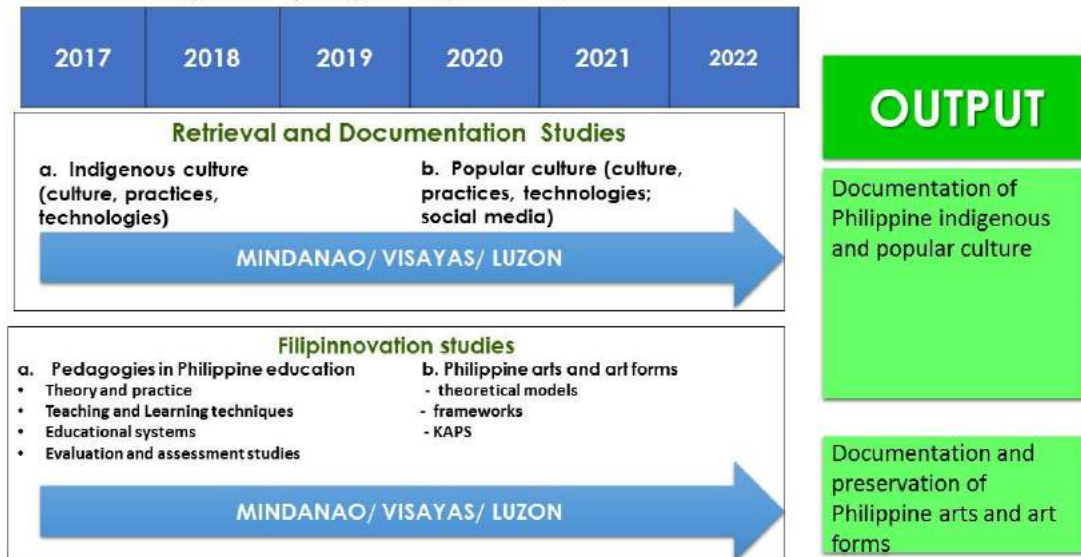 2017 2018 2019 2020 2021 2022
OUTPUT
Retrieval and Documentation Studies
a. Indigenous culture
(culture, practices,
technologies)
b. Popular culture (culture,
practices, technologies;
social media)
MINDANAO/ VISAYAS/ LUZON
Documentation of
Philippine indigenous
and popular culture
Filipinnovation studies
a. Pedagogies in Philippine education
• Theory and practice
• Teaching and Learning techniques
• Educational systems
• Evaluation and assessment studies
b. Philippine arts and art forms
- theoretical models
- frameworks
- KAPS
MINDANAO/ VISAYAS/ LUZON
Documentation and
preservation of
Philippine arts and art
forms